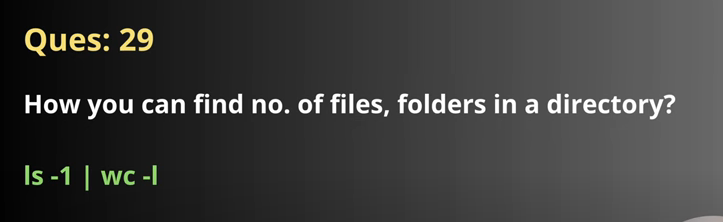 Ques: 29
How you can find no. of files, folders in a directory?
ls -1 | wc -l